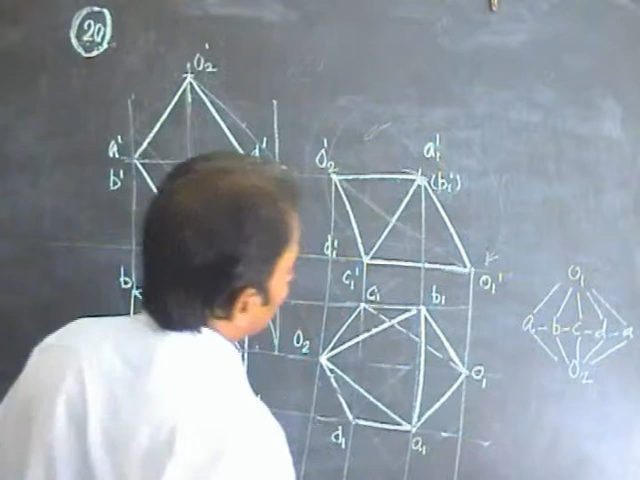 20
O₂'
a'
b'
d'
b
O₂'
a₁'
(b₁')
d₁'
c₁'
O₁'
c₁
b₁
O₂
O₁
d₁
a₁
O₁
a-b-c-d-a
O₂